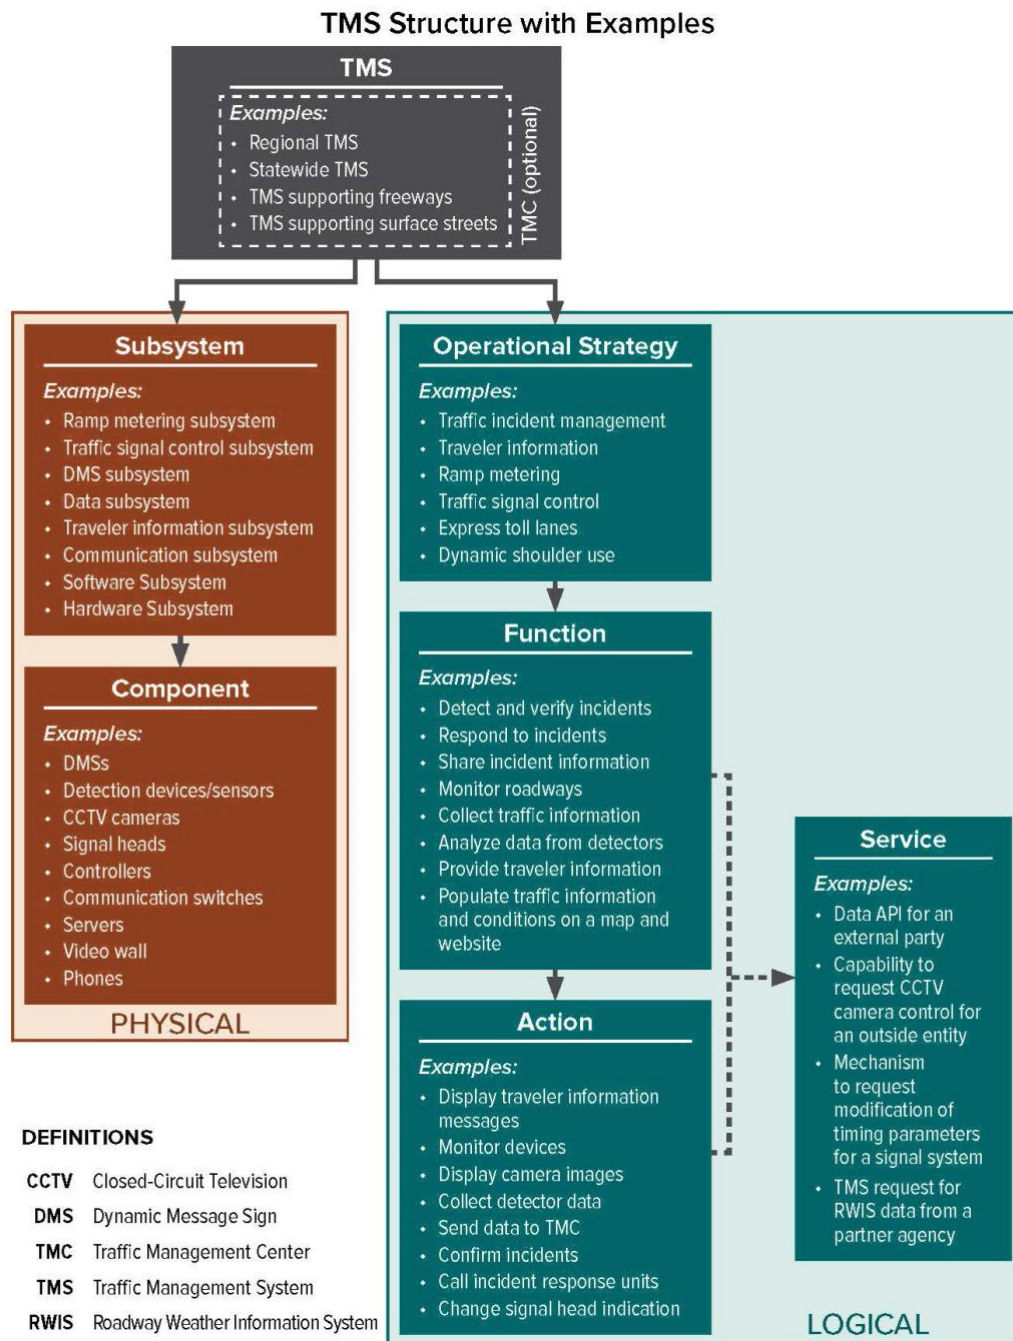 TMS Structure with Examples
TMS
Examples:
• Regional TMS
• Statewide TMS
• TMS supporting freeways
• TMS supporting surface streets
TMC (optional)
Subsystem
Examples:
• Ramp metering subsystem
• Traffic signal control subsystem
• DMS subsystem
• Data subsystem
• Traveler information subsystem
• Communication subsystem
• Software Subsystem
• Hardware Subsystem
Component
Examples:
• DMSs
• Detection devices/sensors
• CCTV cameras
• Signal heads
• Controllers
• Communication switches
• Servers
• Video wall
• Phones
PHYSICAL
Operational Strategy
Examples:
• Traffic incident management
• Traveler information
• Ramp metering
• Traffic signal control
• Express toll lanes
• Dynamic shoulder use
Function
Examples:
• Detect and verify incidents
• Respond to incidents
• Share incident information
• Monitor roadways
• Collect traffic information
• Analyze data from detectors
• Provide traveler information
• Populate traffic information
and conditions on a map and
website
Action
Examples:
• Display traveler information
messages
• Monitor devices
• Display camera images
• Collect detector data
• Send data to TMC
• Confirm incidents
• Call incident response units
• Change signal head indication
Service
Examples:
• Data API for an
external party
• Capability to
request CCTV
camera control for
an outside entity
• Mechanism
to request
modification of
timing parameters
for a signal system
• TMS request for
RWIS data from a
partner agency
LOGICAL
DEFINITIONS
CCTV Closed-Circuit Television
DMS Dynamic Message Sign
TMC Traffic Management Center
TMS Traffic Management System
RWIS Roadway Weather Information System